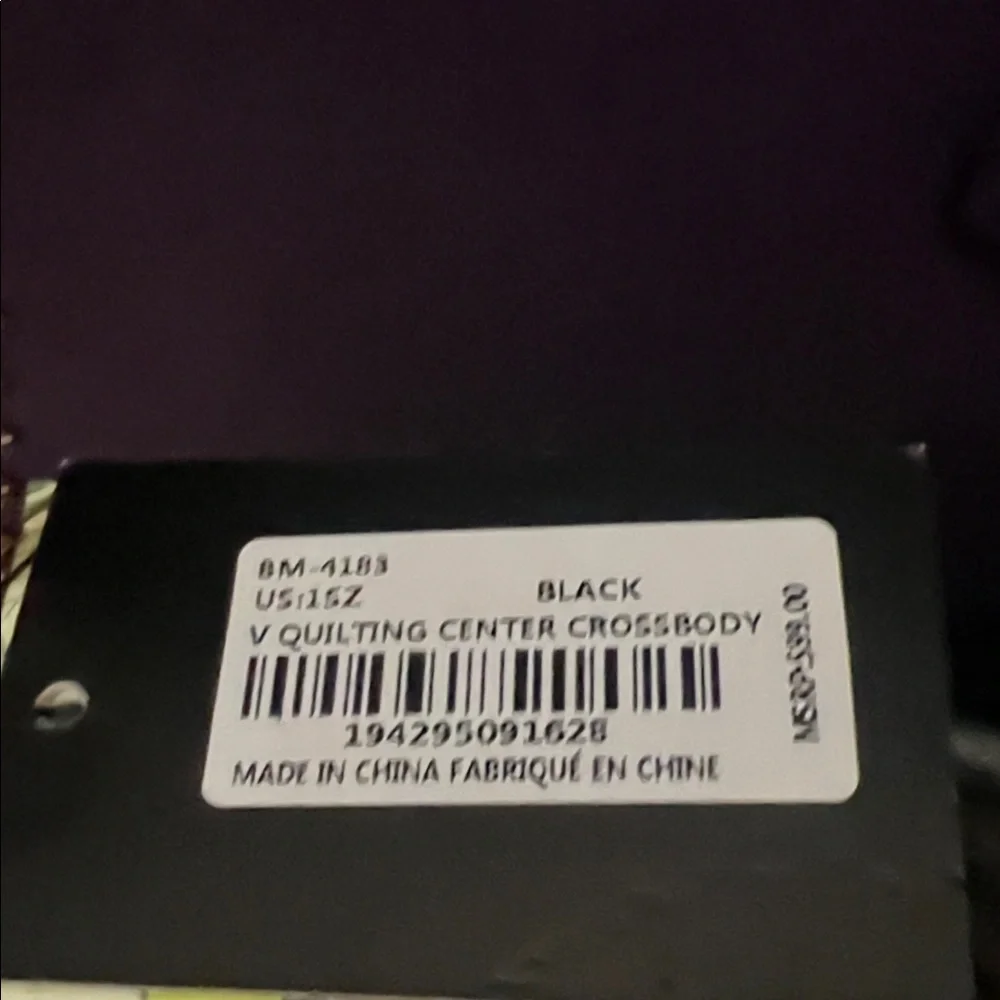 BM-4183
US:1SZ BLACK
V QUILTING CENTER CROSSBODY
194295091628
MADE IN CHINA FABRIQUÉ EN CHINE